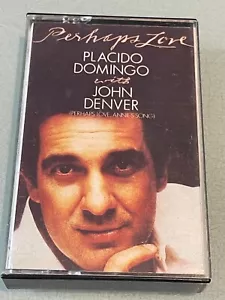 Perhaps Love
PLACIDO
DOMINGO
with
JOHN
DENVER
(PERHAPS LOVE, ANNIE'S SONG)